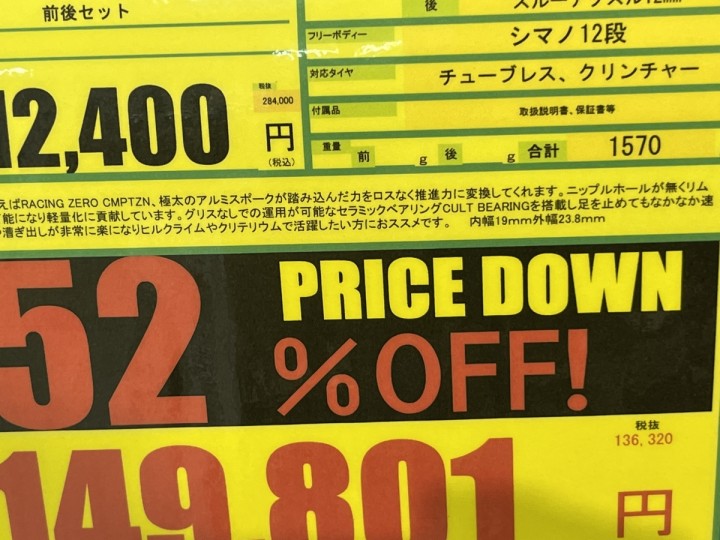 前後セット
後
フリーボディー
シマノ12段
対応タイヤ
チューブレス、クリンチャー
付属品
取扱説明書、保証書等
重量 前 g 後 g 合計 1570
税抜
284,000
12,400 円
(税込)
えばRACING ZERO CMPTZN、極太のアルミスポークが踏み込んだ力をロスなく推進力に変換してくれます。ニップルホールが無くリム
可能になり軽量化に貢献しています。グリスなしでの運用が可能なセラミックベアリングCULT BEARINGを搭載し足を止めてもなかなか速
漕ぎ出しが非常に楽になりヒルクライムやクリテリウムで活躍したい方におススメです。 内幅19mm外幅23.8mm
PRICE DOWN
52 %OFF!
税抜
136,320
149,801 円